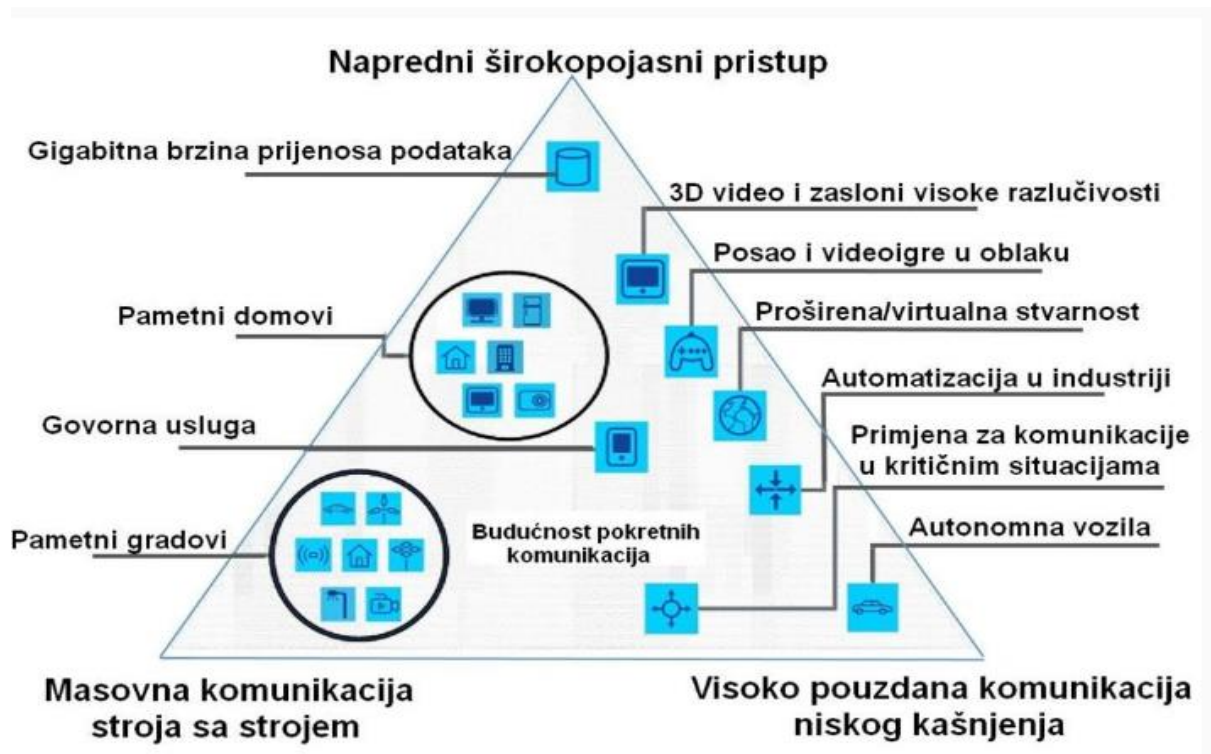 Napredni širokopojasni pristup
Gigabitna brzina prijenosa podataka
3D video i zasloni visoke razlučivosti
Posao i videoigre u oblaku
Pametni domovi
Proširena/virtualna stvarnost
Automatizacija u industriji
Govorna usluga
Primjena za komunikacije
u kritičnim situacijama
Pametni gradovi
Budućnost pokretnih
komunikacija
Autonomna vozila
Masovna komunikacija
stroja sa strojem
Visoko pouzdana komunikacija
niskog kašnjenja